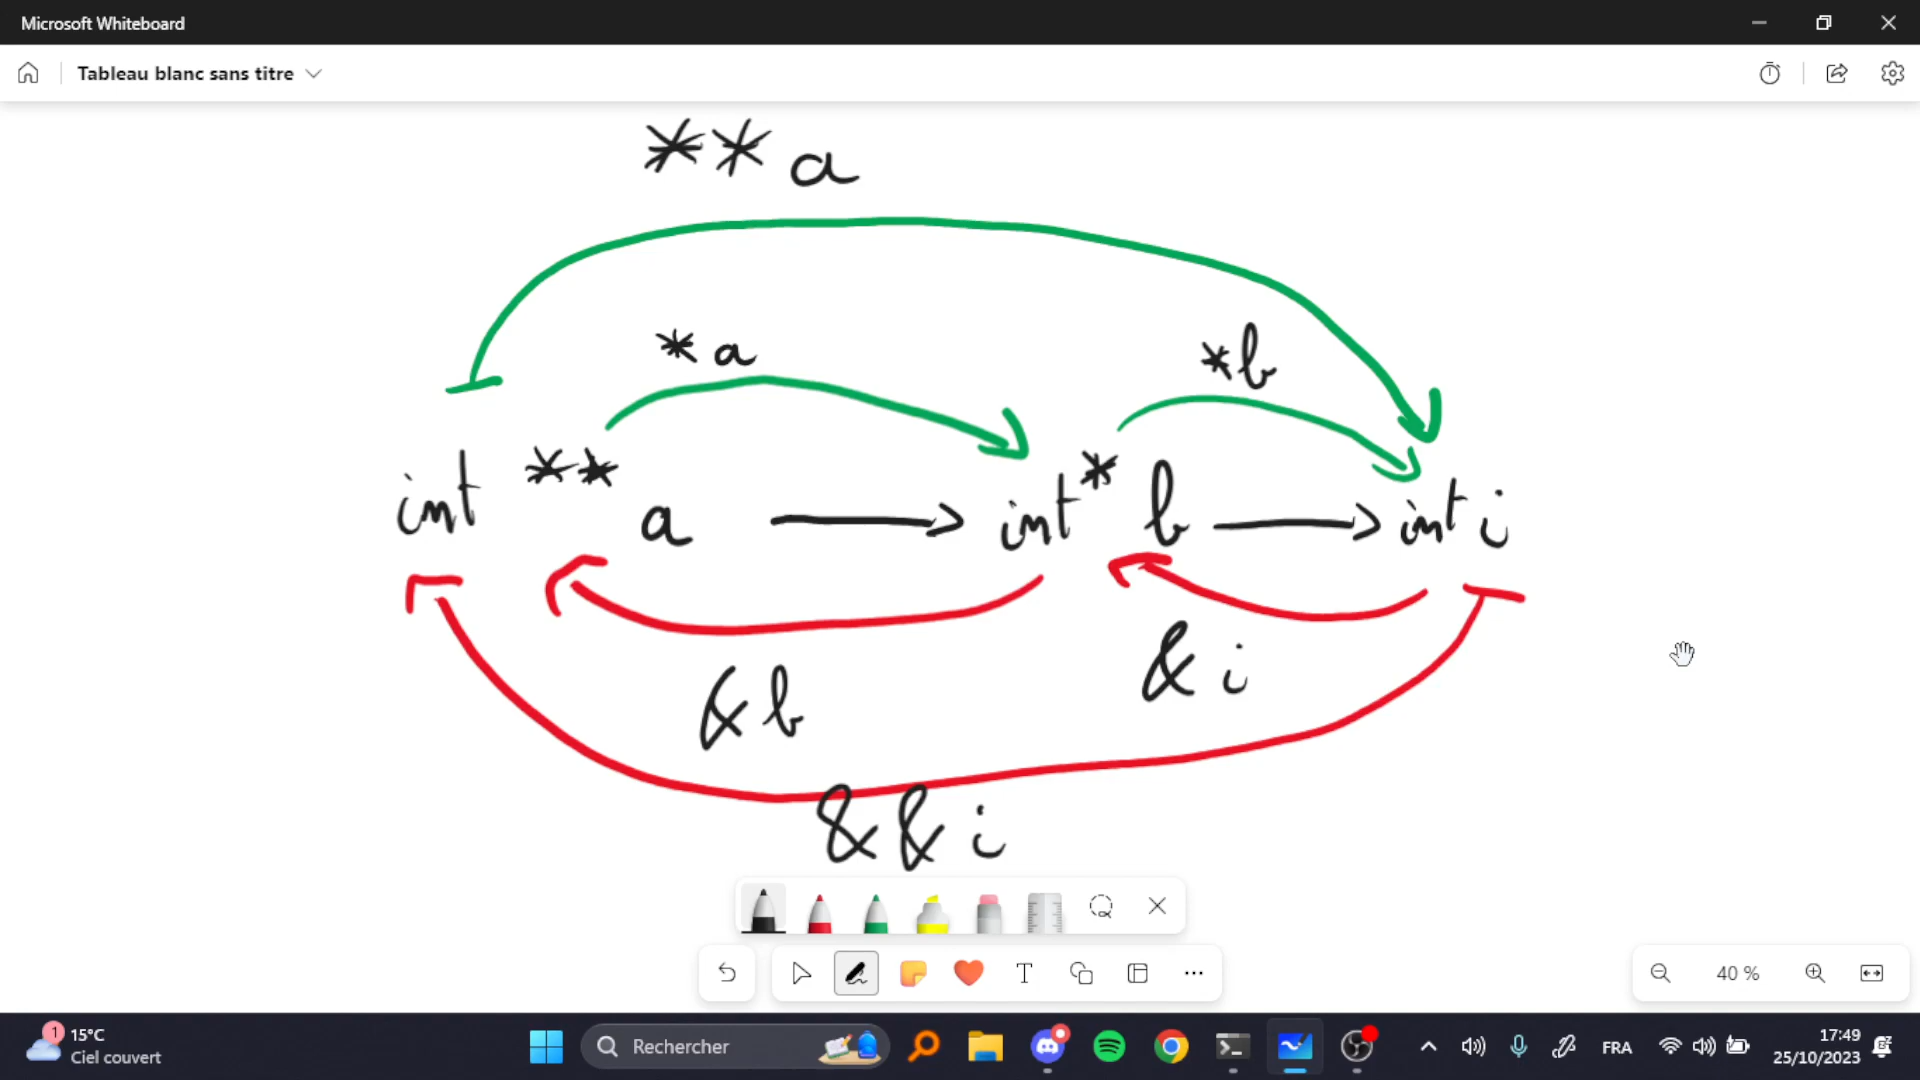 Microsoft Whiteboard
Tableau blanc sans titre
**a
*a
*b
int ** a → int* b → int i
&b
&i
&&i
T
40 %
1
15°C
Ciel couvert
Rechercher
FRA
17:49
25/10/2023